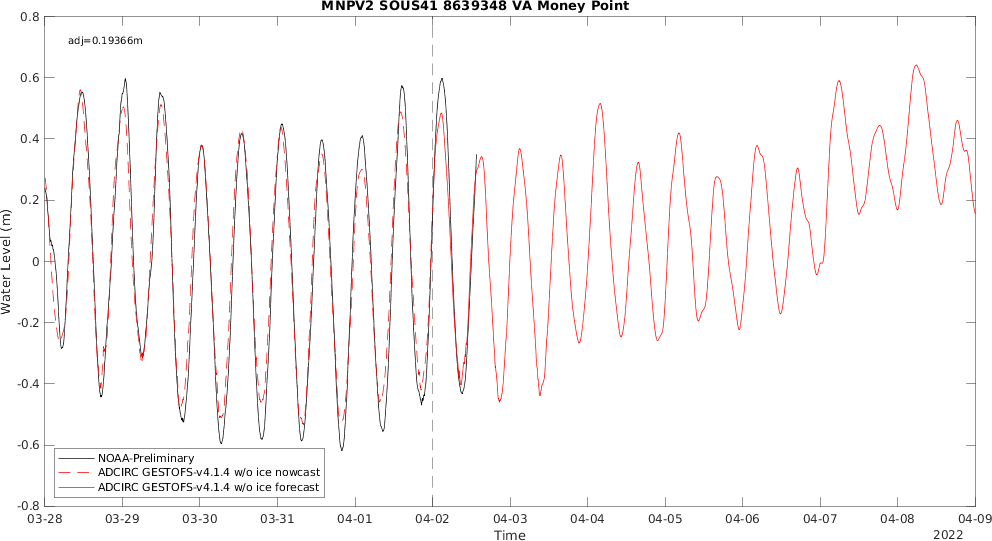 MNPV2 SOUS41 8639348 VA Money Point
adj=0.19366m
0.8
0.6
0.4
0.2
0
-0.2
-0.4
-0.6
-0.8
Water Level (m)
NOAA-Preliminary
ADCIRC GESTOFS-v4.1.4 w/o ice nowcast
ADCIRC GESTOFS-v4.1.4 w/o ice forecast
03-28 03-29 03-30 03-31 04-01 04-02 04-03 04-04 04-05 04-06 04-07 04-08 04-09
Time
2022